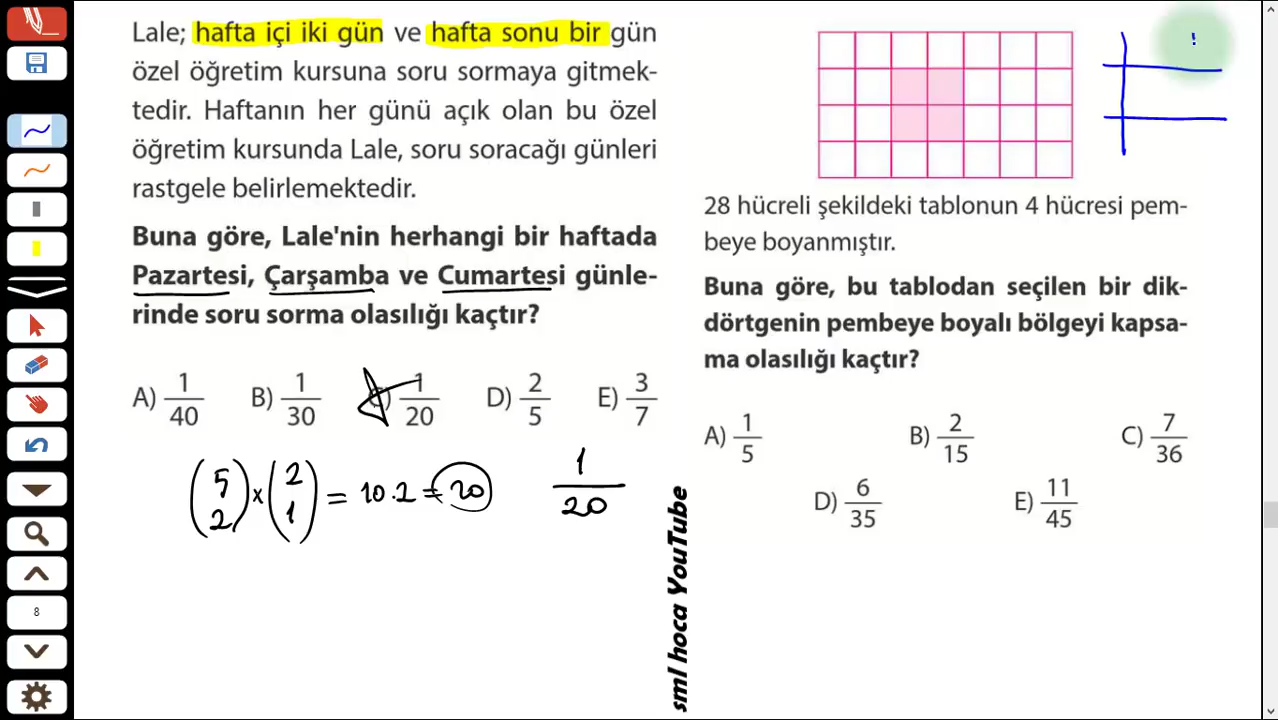 Lale; hafta içi iki gün ve hafta sonu bir gün
özel öğretim kursuna soru sormaya gitmek-
tedir. Haftanın her günü açık olan bu özel
öğretim kursunda Lale, soru soracağı günleri
rastgele belirlemektedir.
Buna göre, Lale'nin herhangi bir haftada
Pazartesi, Çarşamba ve Cumartesi günle-
rinde soru sorma olasılığı kaçtır?
A) 1/40 B) 1/30 C) 1/20 D) 2/5 E) 3/7
(5 2) x (2 1) = 10.2 = 20 1/20
28 hücreli şekildeki tablonun 4 hücresi pem-
beye boyanmıştır.
Buna göre, bu tablodan seçilen bir dik-
dörtgenin pembeye boyalı bölgeyi kapsa-
ma olasılığı kaçtır?
A) 1/5 B) 2/15 C) 7/36
D) 6/35 E) 11/45
sml hoca YouTube
8